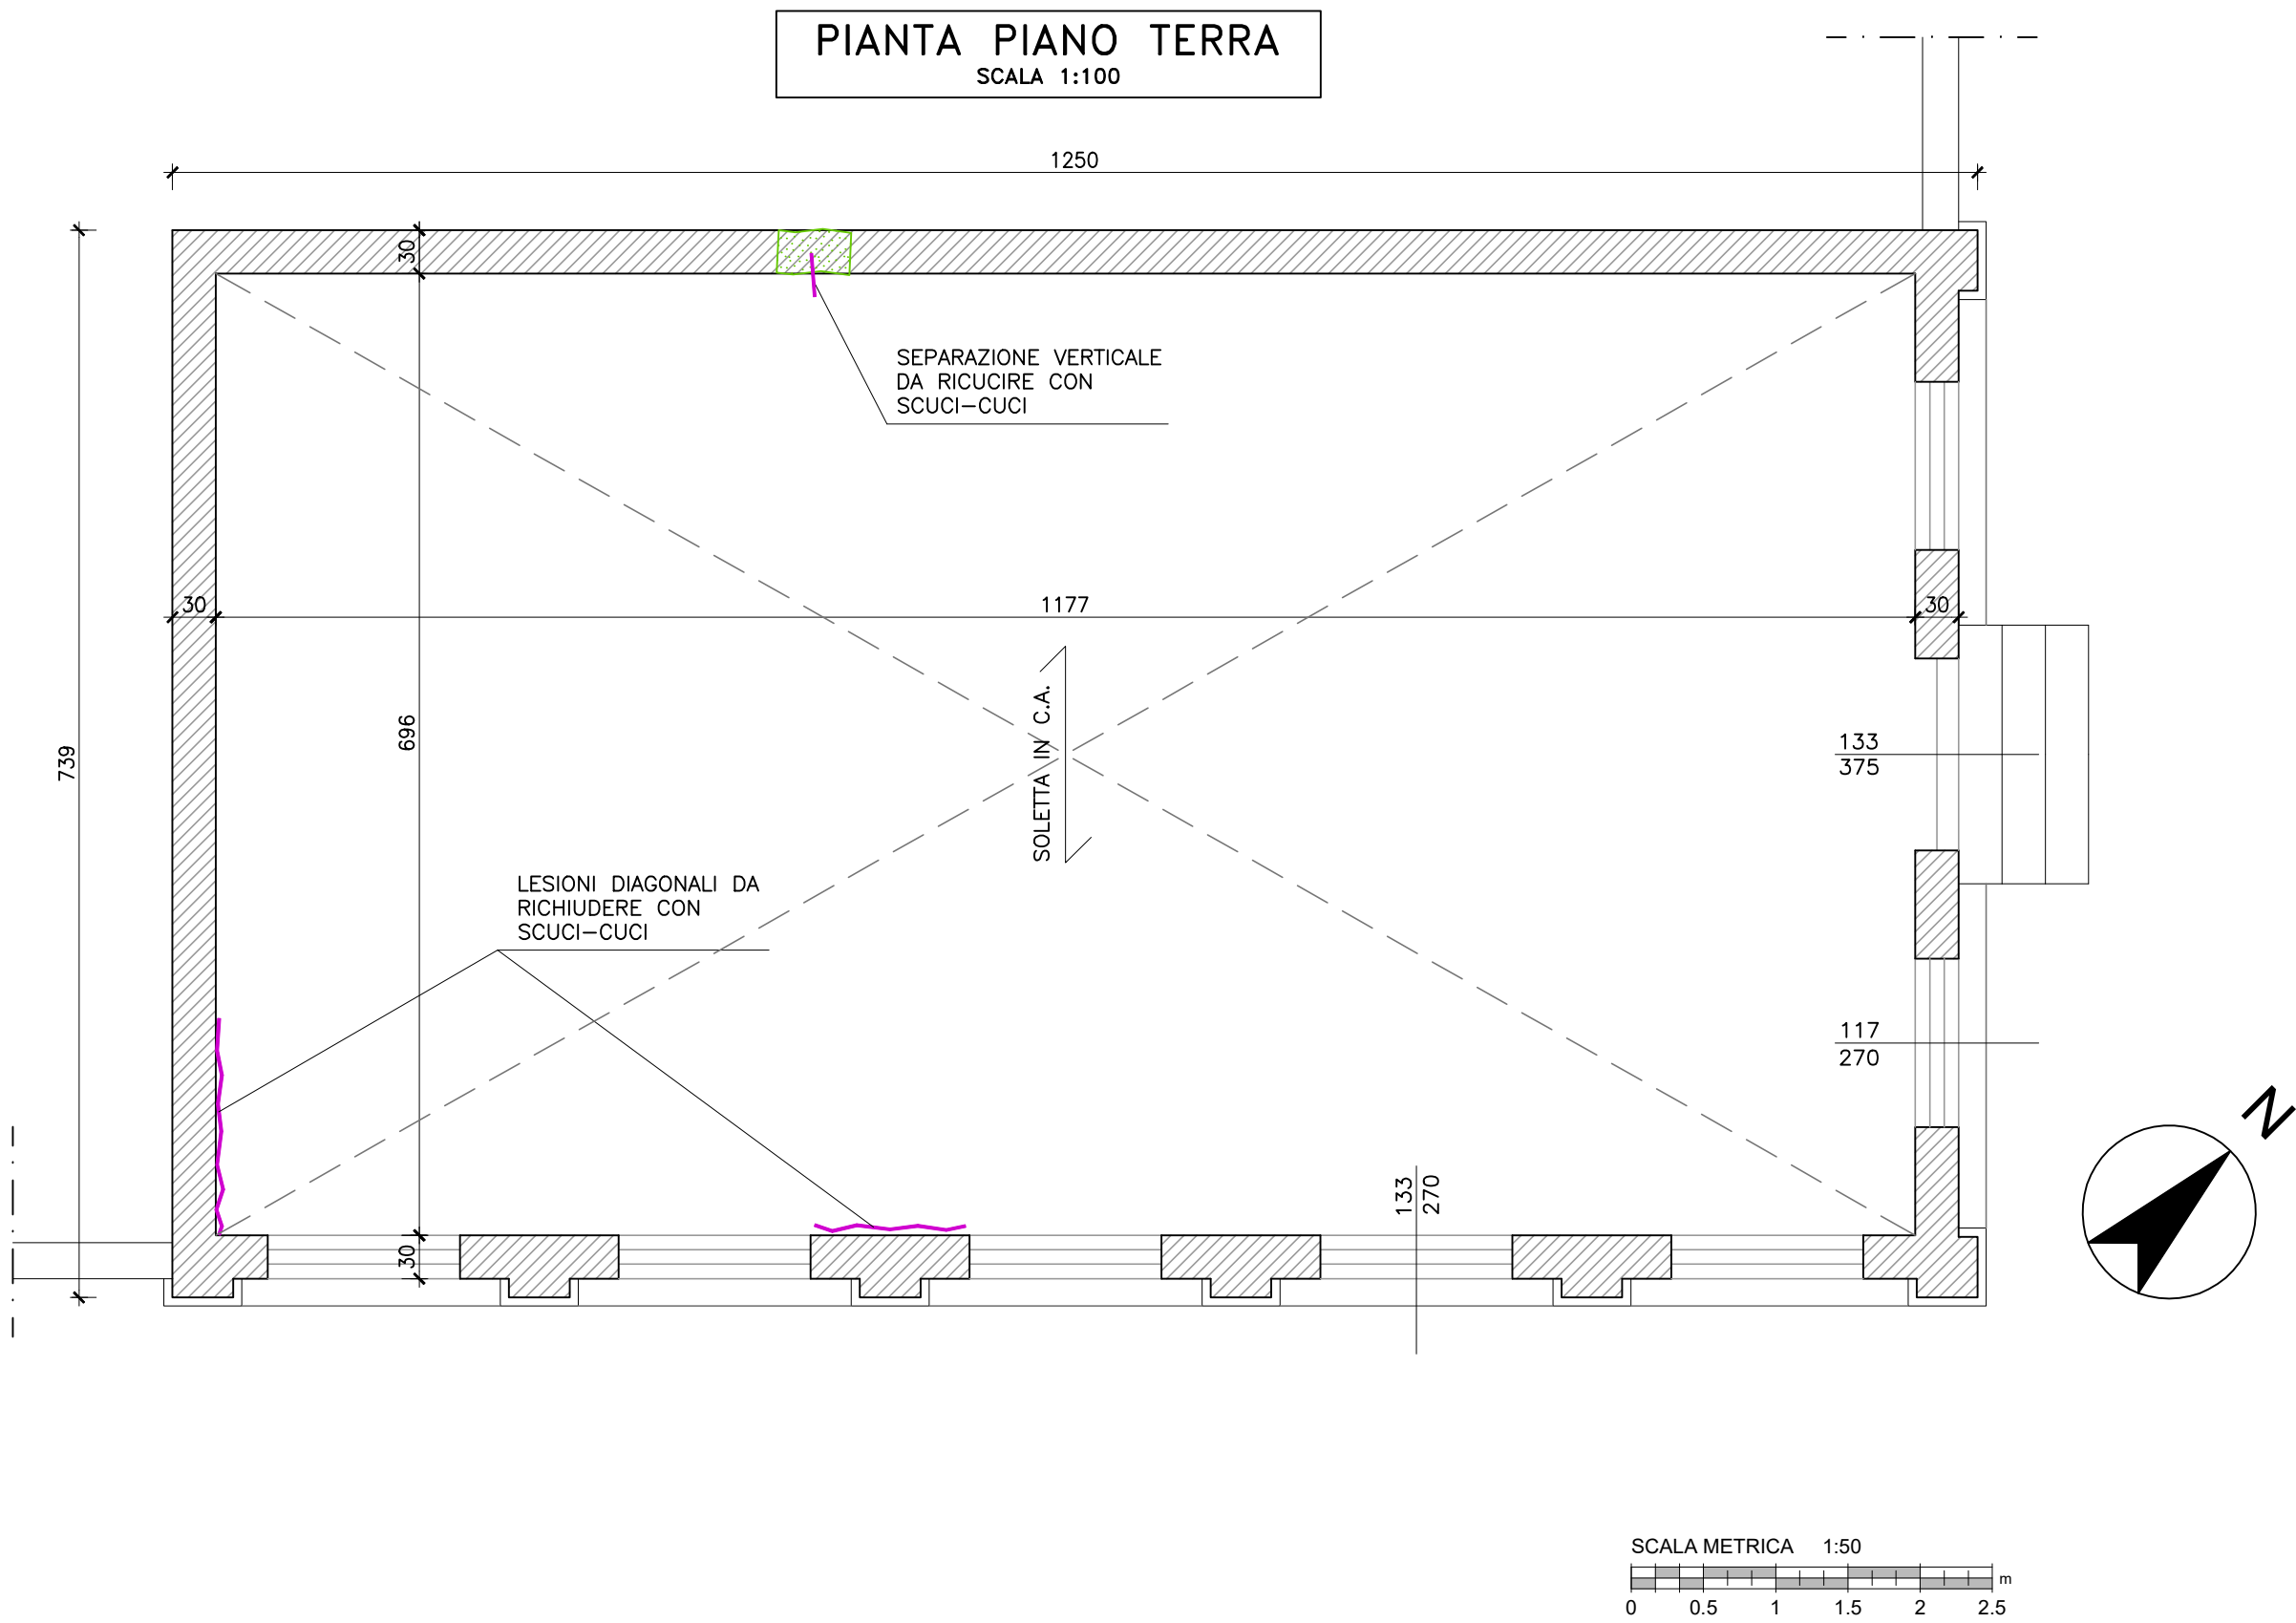 PIANTA PIANO TERRA
SCALA 1:100
1250
30
SEPARAZIONE VERTICALE
DA RICUCIRE CON
SCUCI-CUCI
30
1177
30
739
696
SOLETTA IN C.A.
133
375
LESIONI DIAGONALI DA
RICHIUDERE CON
SCUCI-CUCI
117
270
N
133
270
30
SCALA METRICA 1:50
m
0 0.5 1 1.5 2 2.5